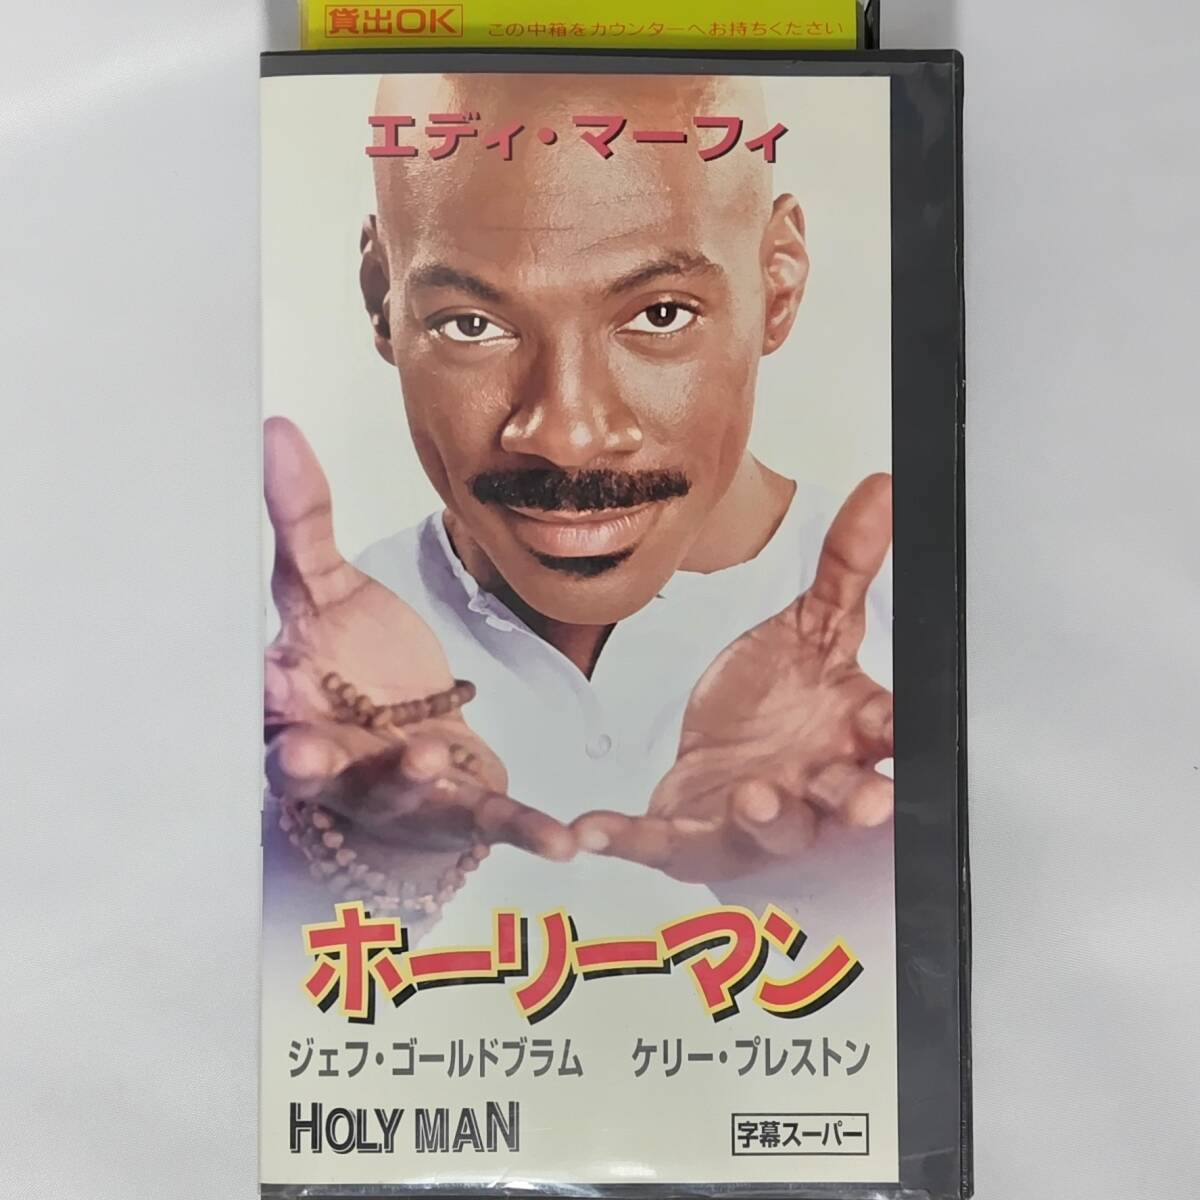 貸出OK この中箱をカウンターへお持ちください
エディ・マーフィ
ホーリーマン
ジェフ・ゴールドブラム ケリー・プレストン
HOLY MAN 字幕スーパー